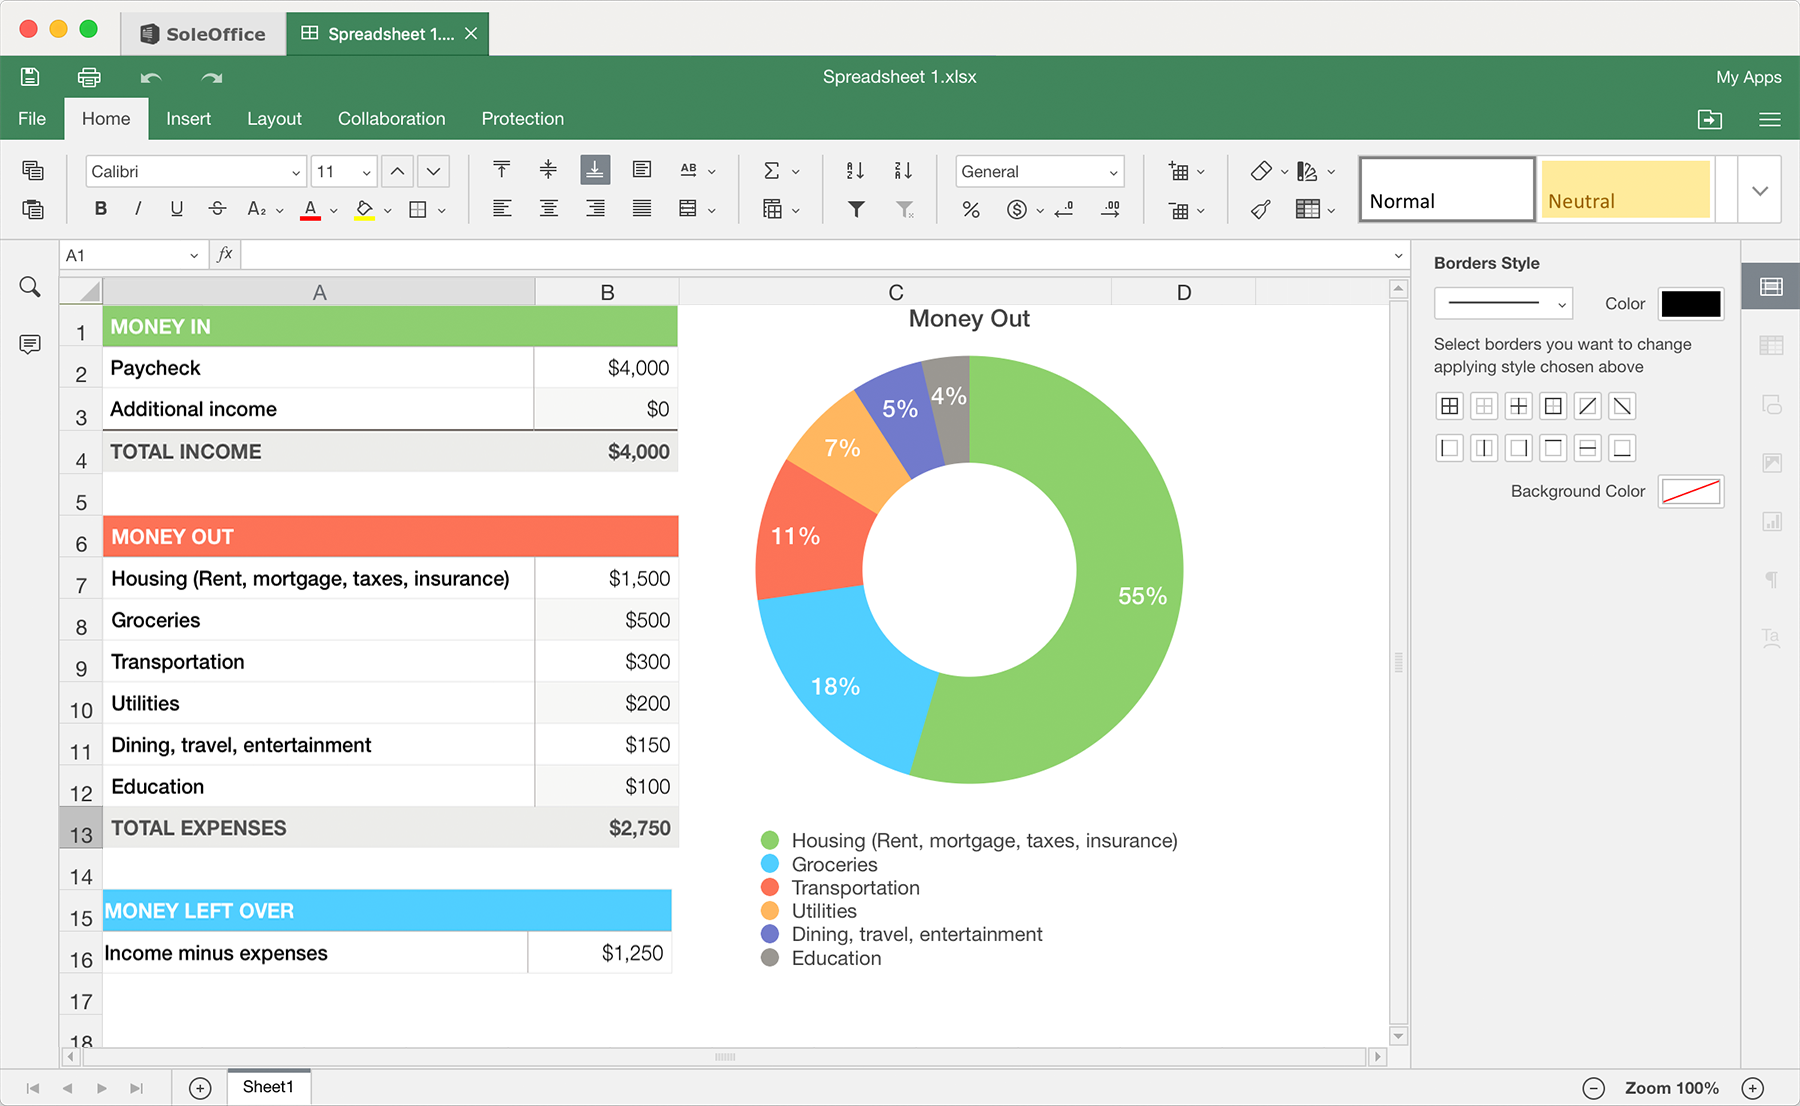 SoleOffice
Spreadsheet 1....
Spreadsheet 1.xlsx
My Apps
File
Home
Insert
Layout
Collaboration
Protection
Calibri
11
AB
General
Normal
Neutral
B I U S A₂ A
A1
fx
Borders Style
Color
Select borders you want to change
applying style chosen above
Background Color
A B C D
1 MONEY IN
2 Paycheck $4,000
3 Additional income $0
4 TOTAL INCOME $4,000
5
6 MONEY OUT
7 Housing (Rent, mortgage, taxes, insurance) $1,500
8 Groceries $500
9 Transportation $300
10 Utilities $200
11 Dining, travel, entertainment $150
12 Education $100
13 TOTAL EXPENSES $2,750
14
15 MONEY LEFT OVER
16 Income minus expenses $1,250
17
18
Money Out
4%
5%
7%
11%
55%
18%
Housing (Rent, mortgage, taxes, insurance)
Groceries
Transportation
Utilities
Dining, travel, entertainment
Education
Ta
Sheet1
Zoom 100%